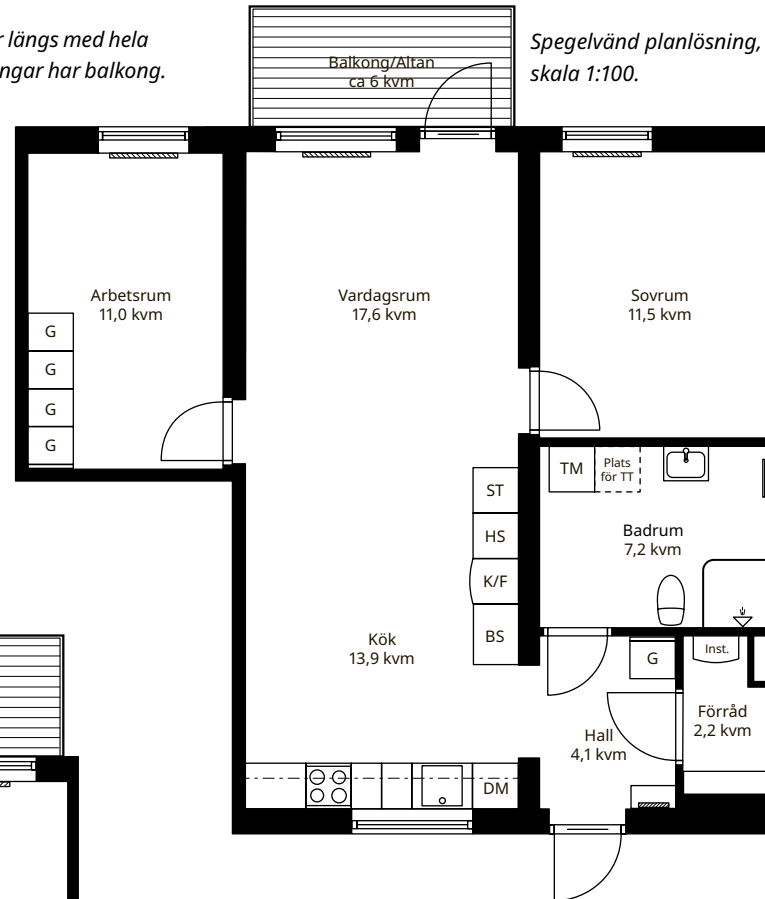 r längs med hela
ngar har balkong.
Spegelvänd planlösning,
skala 1:100.
Balkong/Altan
ca 6 kvm
Arbetsrum
11,0 kvm
Vardagsrum
17,6 kvm
Sovrum
11,5 kvm
G
G
G
G
ST
HS
K/F
BS
TM
Plats
för TT
Badrum
7,2 kvm
Kök
13,9 kvm
G
Inst.
Hall
4,1 kvm
Förråd
2,2 kvm
DM